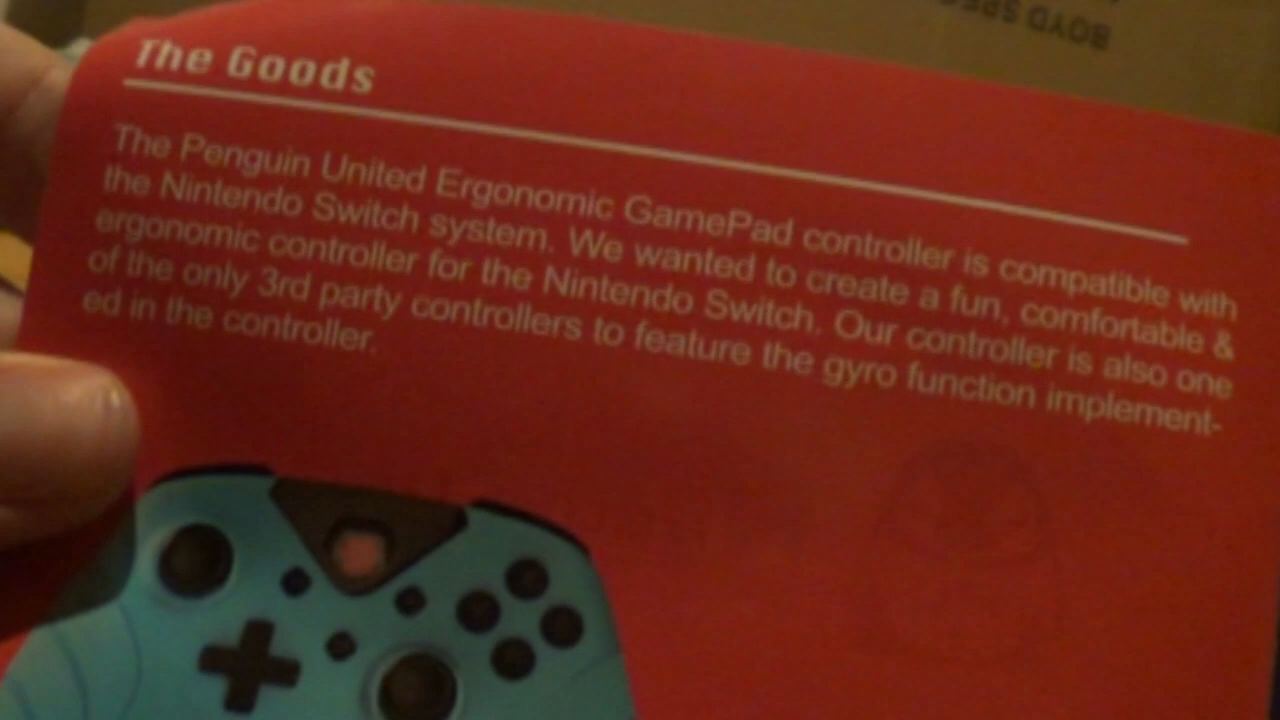 BOYD SPE
The Goods
The Penguin United Ergonomic GamePad controller is compatible with
the Nintendo Switch system. We wanted to create a fun, comfortable &
ergonomic controller for the Nintendo Switch. Our controller is also one
of the only 3rd party controllers to feature the gyro function implement-
ed in the controller.